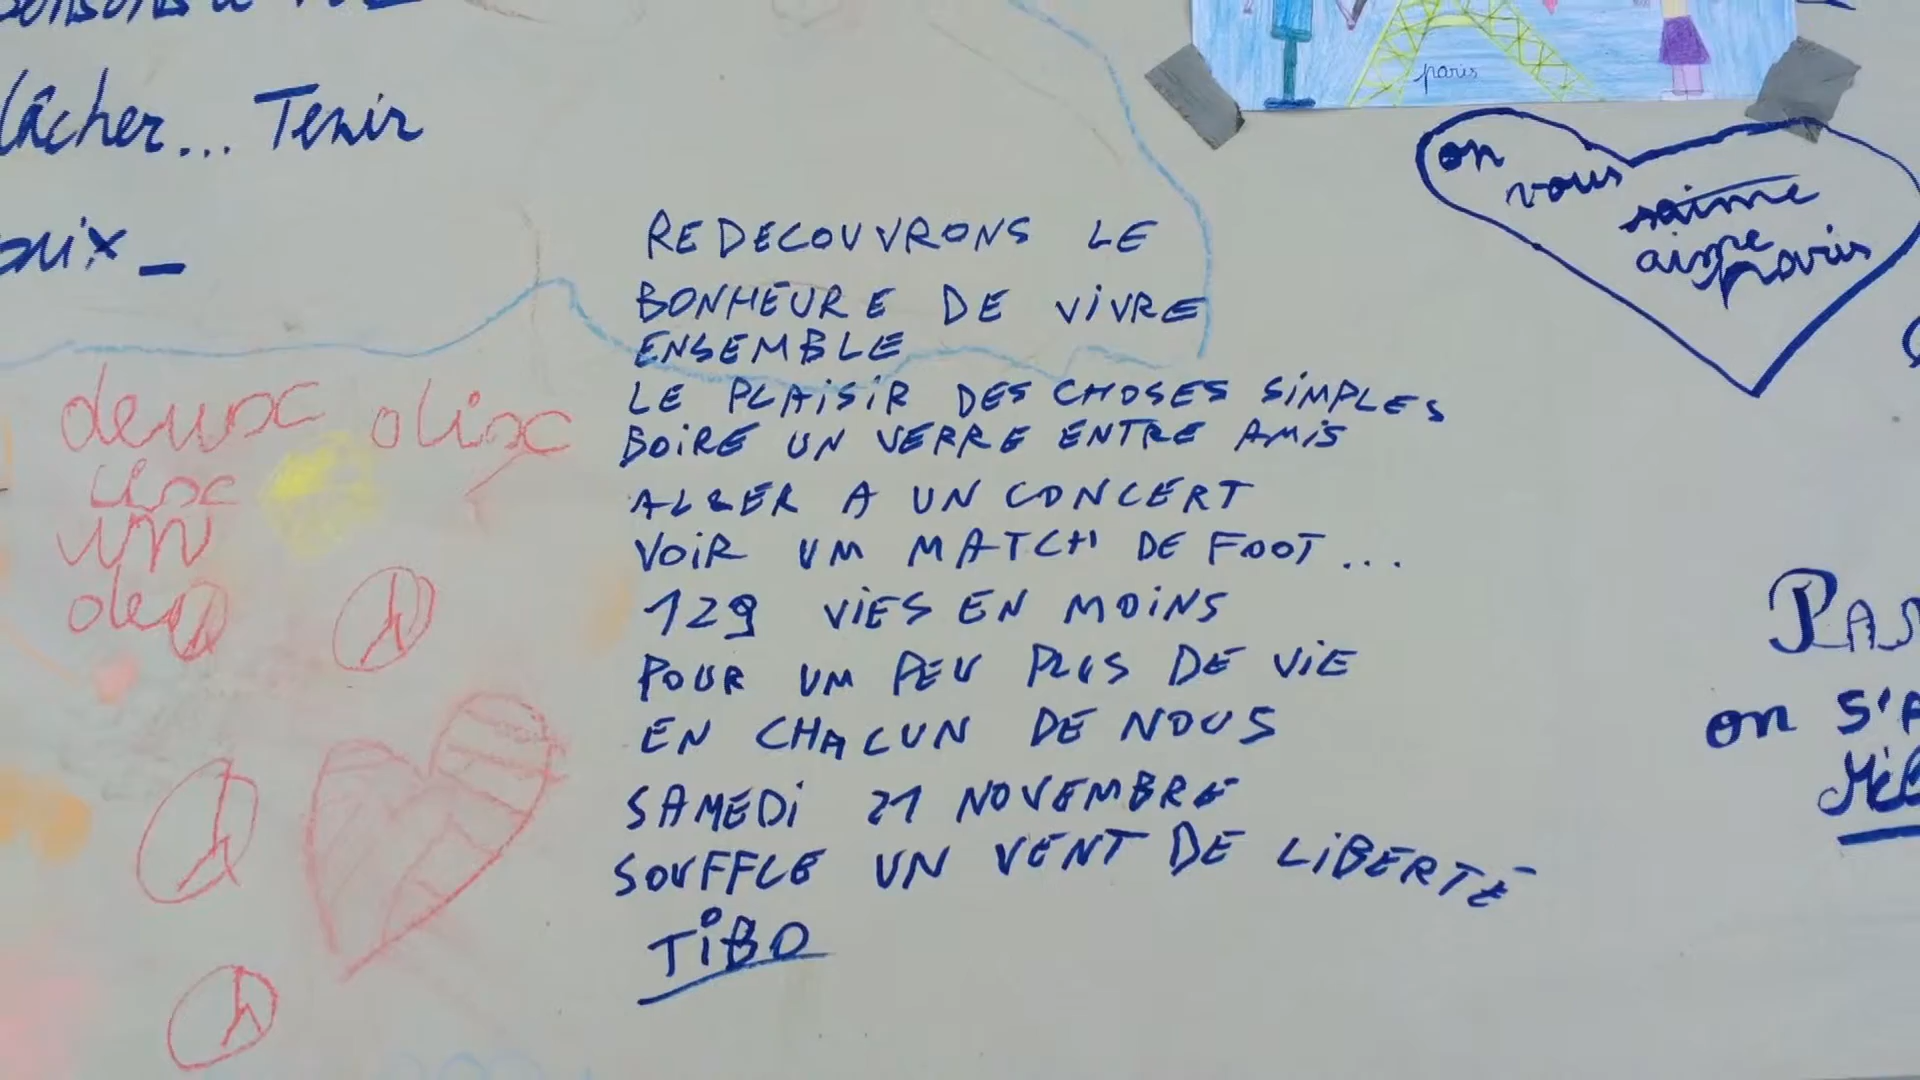 lâcher... Tenir
paris
on
vous
aime
paris
REDECOUVRONS LE
BONHEURE DE VIVRE
ENSEMBLE
LE PLAISIR DES CHOSES SIMPLES
BOIRE UN VERRE ENTRE AMIS
ALLER A UN CONCERT
VOIR UM MATCH DE FOOT...
129 VIES EN MOINS
POUR UM PEU PLUS DE VIE
EN CHACUN DE NOUS
SAMEDI 21 NOVEMBRE
SOUFFLE UN VENT DE LIBERTÉ
TIBO
deux
un
on S'A